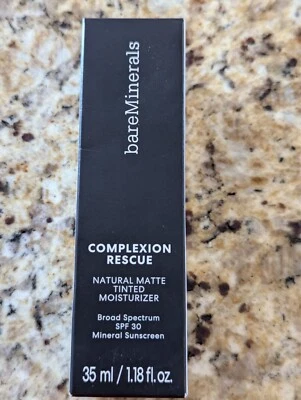 bareMinerals
COMPLEXION
RESCUE
NATURAL MATTE
TINTED
MOISTURIZER
Broad Spectrum
SPF 30
Mineral Sunscreen
35 ml / 1.18 fl.oz.